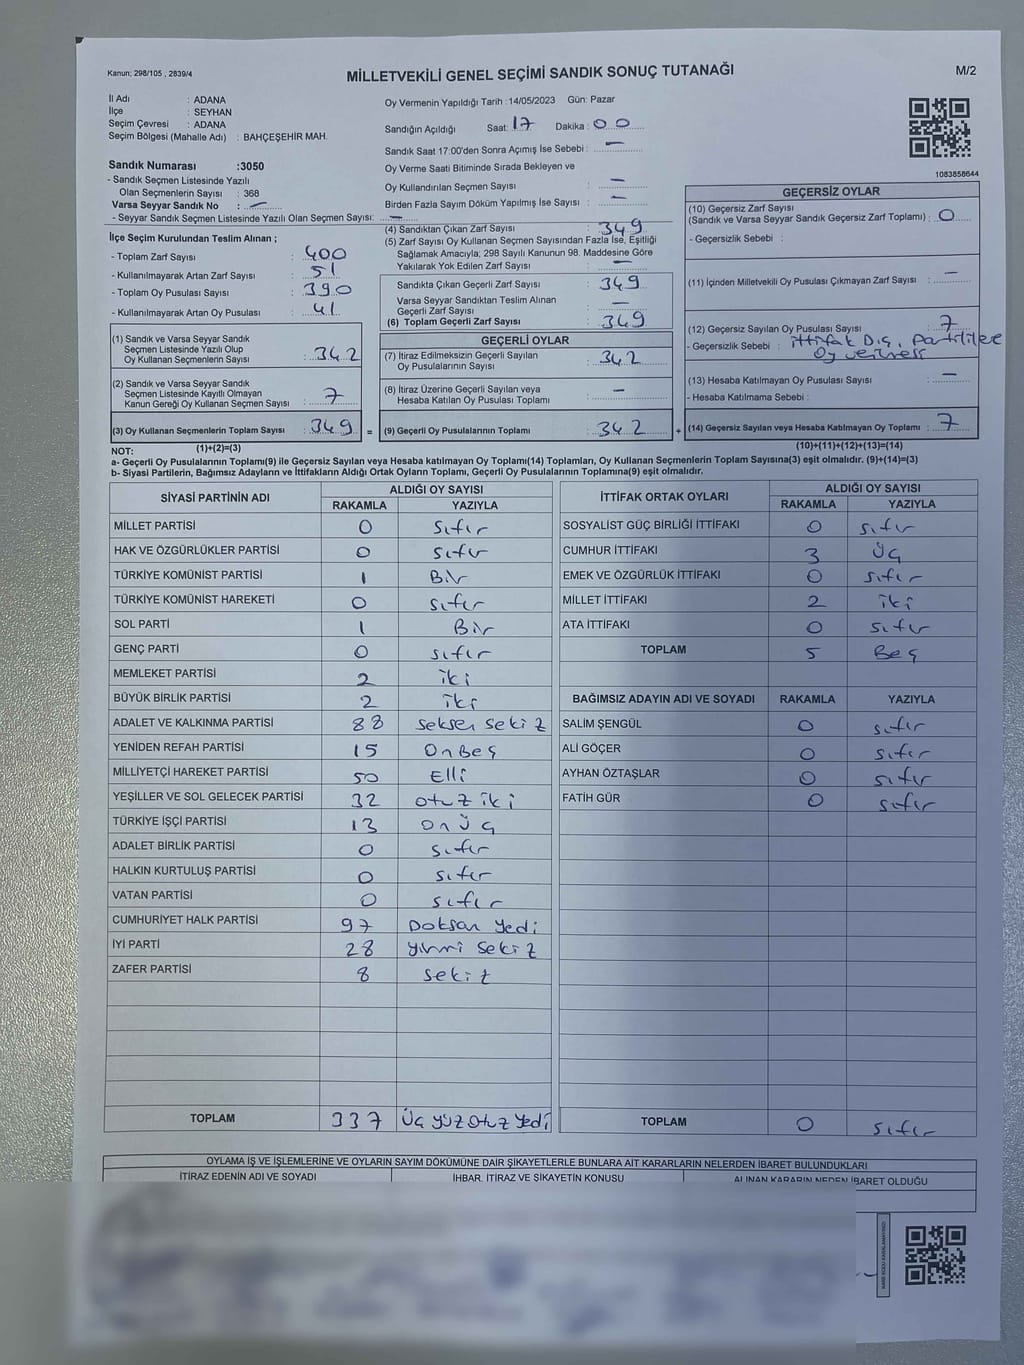 Kanun; 298/105 , 2839/4
MİLLETVEKİLİ GENEL SEÇİMİ SANDIK SONUÇ TUTANAĞI
M/2
İl Adı : ADANA
İlçe : SEYHAN
Seçim Çevresi : ADANA
Seçim Bölgesi (Mahalle Adı) : BAHÇEŞEHİR MAH.
Sandık Numarası :3050
- Sandık Seçmen Listesinde Yazılı
Olan Seçmenlerin Sayısı : 368
Varsa Seyyar Sandık No : —
- Seyyar Sandık Seçmen Listesinde Yazılı Olan Seçmen Sayısı: —
Oy Vermenin Yapıldığı Tarih :14/05/2023 Gün: Pazar
Sandığın Açıldığı Saat: 17 Dakika: 00
Sandık Saat 17:00'den Sonra Açımış İse Sebebi : —
Oy Verme Saati Bitiminde Sırada Bekleyen ve
Oy Kullandırılan Seçmen Sayısı : —
Birden Fazla Sayım Döküm Yapılmış İse Sayısı : —
1083858644
İlçe Seçim Kurulundan Teslim Alınan ;
- Toplam Zarf Sayısı : 400
- Kullanılmayarak Artan Zarf Sayısı : 51
- Toplam Oy Pusulası Sayısı : 390
- Kullanılmayarak Artan Oy Pusulası : 41
(1) Sandık ve Varsa Seyyar Sandık
Seçmen Listesinde Yazılı Olup
Oy Kullanan Seçmenlerin Sayısı : 342
(2) Sandık ve Varsa Seyyar Sandık
Seçmen Listesinde Kayıtlı Olmayan
Kanun Gereği Oy Kullanan Seçmen Sayısı : 7
(3) Oy Kullanan Seçmenlerin Toplam Sayısı : 349 =
(1)+(2)=(3)
(4) Sandıktan Çıkan Zarf Sayısı : 349
(5) Zarf Sayısı Oy Kullanan Seçmen Sayısından Fazla İse, Eşitliği
Sağlamak Amacıyla; 298 Sayılı Kanunun 98. Maddesine Göre
Yakılarak Yok Edilen Zarf Sayısı : —
Sandıkta Çıkan Geçerli Zarf Sayısı : 349
Varsa Seyyar Sandıktan Teslim Alınan
Geçerli Zarf Sayısı : —
(6) Toplam Geçerli Zarf Sayısı : 349
GEÇERLİ OYLAR
(7) İtiraz Edilmeksizin Geçerli Sayılan
Oy Pusulalarının Sayısı : 342
(8) İtiraz Üzerine Geçerli Sayılan veya
Hesaba Katılan Oy Pusulası Toplamı : —
(9) Geçerli Oy Pusulalarının Toplamı : 342 +
GEÇERSİZ OYLAR
(10) Geçersiz Zarf Sayısı
(Sandık ve Varsa Seyyar Sandık Geçersiz Zarf Toplamı) : 0
- Geçersizlik Sebebi :
(11) İçinden Milletvekili Oy Pusulası Çıkmayan Zarf Sayısı : —
(12) Geçersiz Sayılan Oy Pusulası Sayısı : 7
- Geçersizlik Sebebi : ittifak Dış,
Oy
(13) Hesaba Katılmayan Oy Pusulası Sayısı : —
- Hesaba Katılmama Sebebi :
(14) Geçersiz Sayılan veya Hesaba Katılmayan Oy Toplamı : 7
(10)+(11)+(12)+(13)=(14)
NOT:
a- Geçerli Oy Pusulasının Toplamı(9) ile Geçersiz Sayılan veya Hesaba katılmayan Oy Toplamı(14) Toplamları, Oy Kullanan Seçmenlerin Toplam Sayısına(3) eşit olmalıdır. (9)+(14)=(3)
b- Siyasi Partilerin, Bağımsız Adayların ve İttifakların Aldığı Ortak Oyların Toplamı, Geçerli Oy Pusulalarının Toplamına(9) eşit olmalıdır.
SİYASİ PARTİNİN ADI ALDIĞI OY SAYISI
RAKAMLA YAZIYLA
MİLLET PARTİSİ 0 sıfır
HAK VE ÖZGÜRLÜKLER PARTİSİ 0 sıfır
TÜRKİYE KOMÜNİST PARTİSİ 1 Bir
TÜRKİYE KOMÜNİST HAREKETİ 0 sıfır
SOL PARTİ 1 Bir
GENÇ PARTİ 0 sıfır
MEMLEKET PARTİSİ 2 iki
BÜYÜK BİRLİK PARTİSİ 2 iki
ADALET VE KALKINMA PARTİSİ 88 seksen sekiz
YENİDEN REFAH PARTİSİ 15 OnBeş
MİLLİYETÇİ HAREKET PARTİSİ 50 Elli
YEŞİLLER VE SOL GELECEK PARTİSİ 32 otuz iki
TÜRKİYE İŞÇİ PARTİSİ 13 on üç
ADALET BİRLİK PARTİSİ 0 sıfır
HALKIN KURTULUŞ PARTİSİ 0 sıfır
VATAN PARTİSİ 0 sıfır
CUMHURİYET HALK PARTİSİ 97 Doksan yedi
İYİ PARTİ 28 yirmi sekiz
ZAFER PARTİSİ 8 sekiz
TOPLAM 337 Üç yüz otuz yedi
İTTİFAK ORTAK OYLARI ALDIĞI OY SAYISI
RAKAMLA YAZIYLA
SOSYALİST GÜÇ BİRLİĞİ İTTİFAKI 0 sıfır
CUMHUR İTTİFAKI 3 Üç
EMEK VE ÖZGÜRLÜK İTTİFAKI 0 sıfır
MİLLET İTTİFAKI 2 iki
ATA İTTİFAKI 0 sıfır
TOPLAM 5 Beş
BAĞIMSIZ ADAYIN ADI VE SOYADI RAKAMLA YAZIYLA
SALİM ŞENGÜL 0 sıfır
ALİ GÖÇER 0 sıfır
AYHAN ÖZTAŞLAR 0 sıfır
FATİH GÜR 0 sıfır
TOPLAM 0 sıfır
OYLAMA İŞ VE İŞLEMLERİNE VE OYLARIN SAYIM DÖKÜMÜNE DAİR ŞİKAYETLERLE BUNLARA AİT KARARLARIN NELERDEN İBARET BULUNDUKLARI
İTİRAZ EDENİN ADI VE SOYADI İHBAR, İTİRAZ VE ŞİKAYETİN KONUSU ALINAN KARARIN NEDEN İBARET OLDUĞU